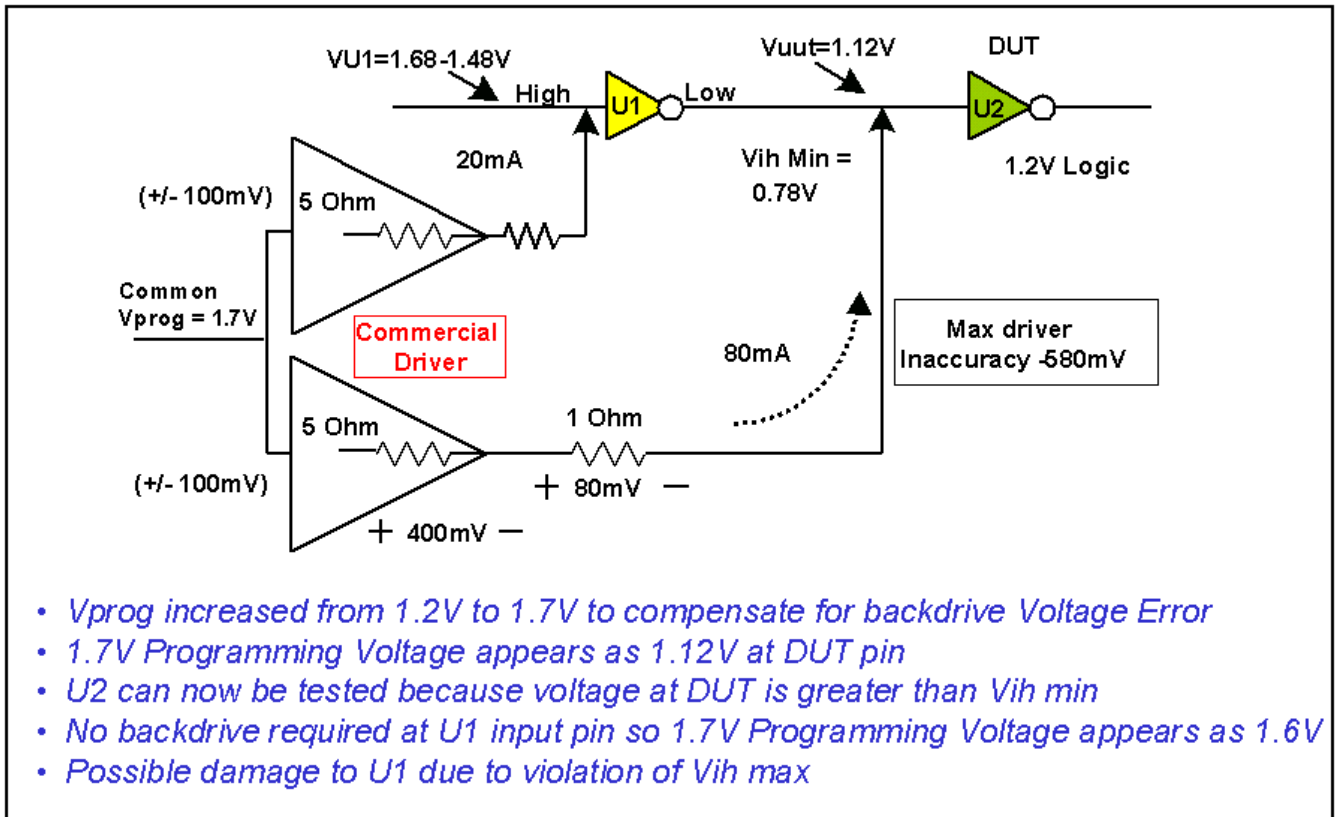 VU1=1.68-1.48V
Vuut=1.12V
DUT
High
U1
Low
U2
20mA
Vih Min =
0.78V
1.2V Logic
(+/- 100mV)
5 Ohm
Common
Vprog = 1.7V
Commercial
Driver
80mA
Max driver
Inaccuracy -580mV
5 Ohm
1 Ohm
(+/- 100mV)
+ 80mV −
+ 400mV −
• Vprog increased from 1.2V to 1.7V to compensate for backdrive Voltage Error
• 1.7V Programming Voltage appears as 1.12V at DUT pin
• U2 can now be tested because voltage at DUT is greater than Vih min
• No backdrive required at U1 input pin so 1.7V Programming Voltage appears as 1.6V
• Possible damage to U1 due to violation of Vih max